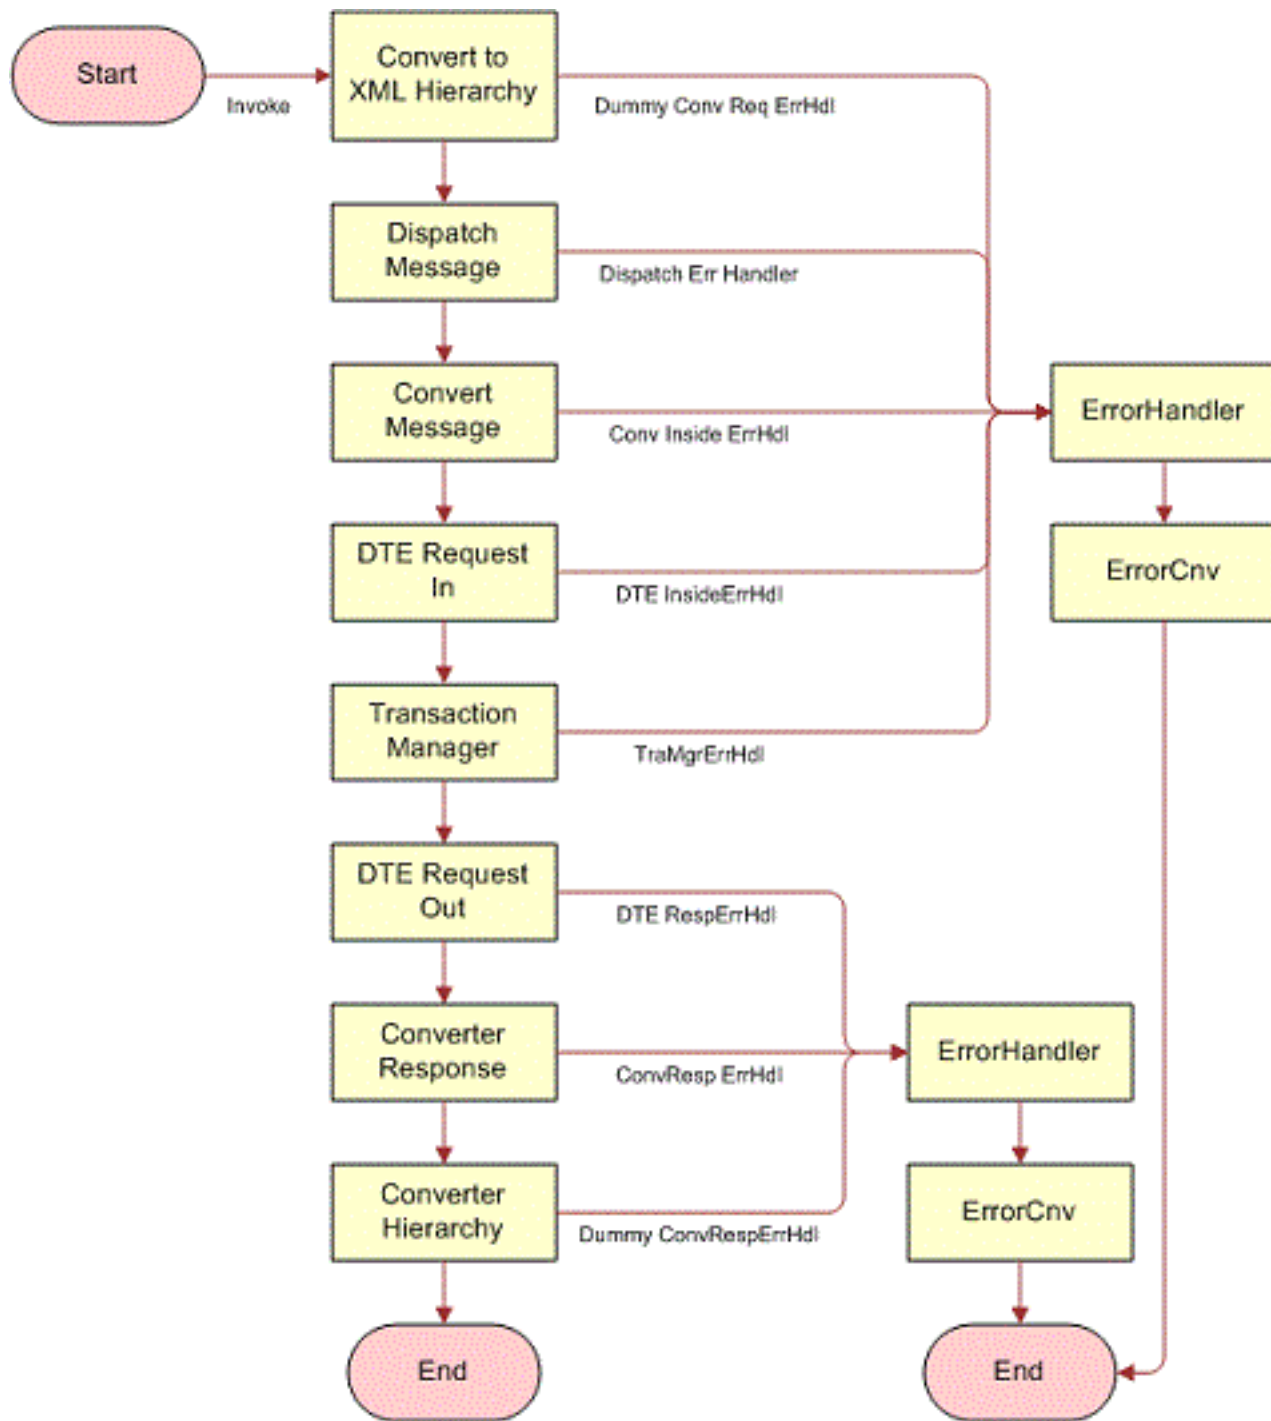 Start
Invoke
Convert to
XML Hierarchy
Dummy Conv Req ErrHdl
Dispatch
Message
Dispatch Err Handler
Convert
Message
Conv Inside ErrHdl
ErrorHandler
DTE Request
In
DTE InsideErrHdl
ErrorCnv
Transaction
Manager
TraMgrErrHdl
DTE Request
Out
DTE RespErrHdl
Converter
Response
ConvResp ErrHdl
ErrorHandler
Converter
Hierarchy
Dummy ConvRespErrHdl
ErrorCnv
End
End